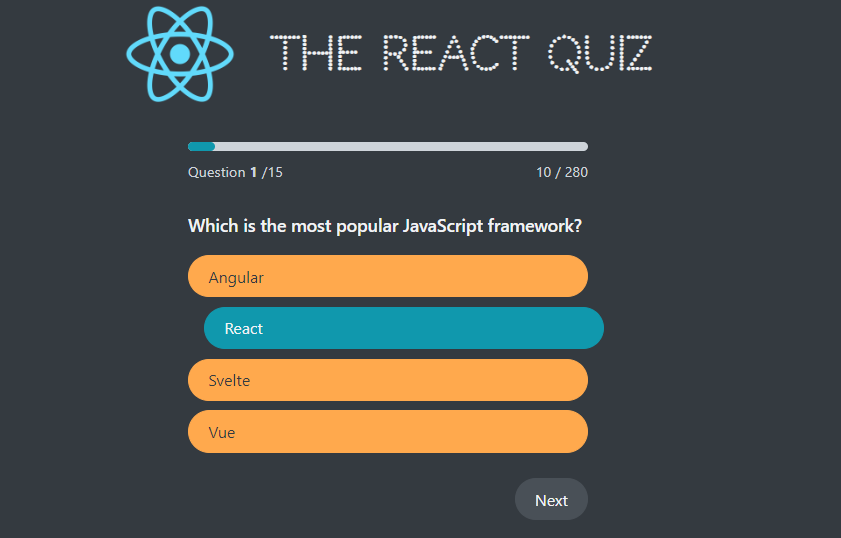 THE REACT QUIZ
Question 1 /15
10 / 280
Which is the most popular JavaScript framework?
Angular
React
Svelte
Vue
Next